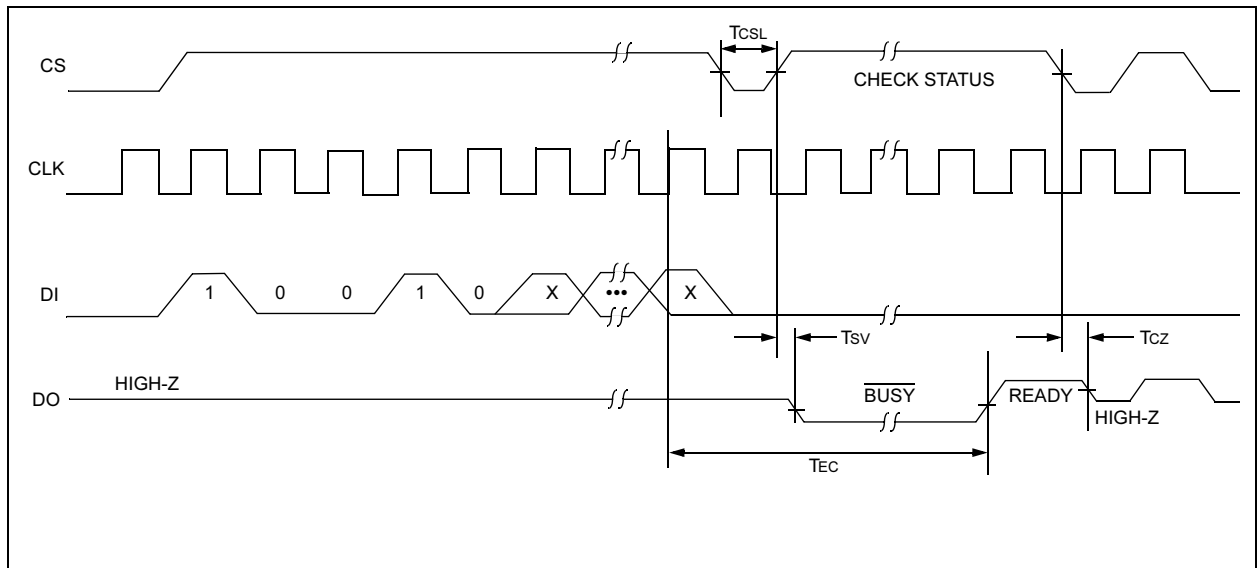 TCSL
CS
CHECK STATUS
CLK
DI
1 0 0 1 0 X ••• X
TSV
TCZ
HIGH-Z
DO
BUSY
READY
HIGH-Z
TEC